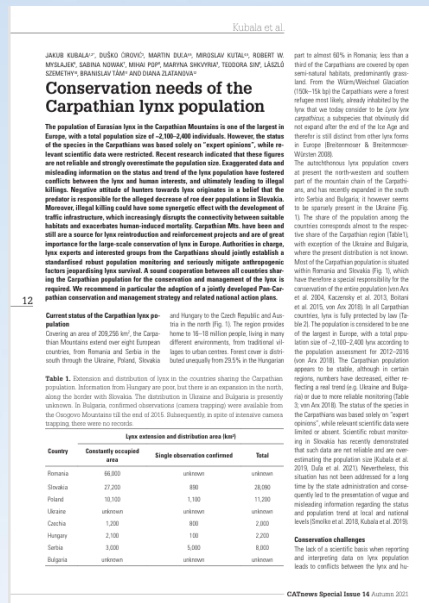 Kubala et al.
JAKUB KUBALA, DUŠKO ĆIROVIĆ, MARTIN DUĽA, MIROSLAV KUTAL, ROBERT W.
MYSŁAJEK, SABINA NOWAK, MIHAI POP, MARYNA SHKVYRIA, TEODORA SIN, LÁSZLÓ
SZEMETHY, BRANISLAV TÁM AND DIANA ZLATANOVA
Conservation needs of the
Carpathian lynx population
The population of Eurasian lynx in the Carpathian Mountains is one of the largest in
Europe, with a total population size of ~2,100–2,400 individuals. However, the status
of the species in the Carpathians was based solely on "expert opinions", while re-
levant scientific data were restricted. Recent research indicated that these figures
are not reliable and strongly overestimate the population size. Exaggerated data and
misleading information on the status and trend of the lynx population have fostered
conflicts between the lynx and human interests, and ultimately leading to illegal
killings. Negative attitude of hunters towards lynx originates in a belief that the
predator is responsible for the alleged decrease of roe deer populations in Slovakia.
Moreover, illegal killing could have some synergetic effect with the development of
traffic infrastructure, which increasingly disrupts the connectivity between suitable
habitats and exacerbates human-induced mortality. Carpathian Mts. have been and
still are a source for lynx reintroduction and reinforcement projects and are of great
importance for the large-scale conservation of lynx in Europe. Authorities in charge,
lynx experts and interested groups from the Carpathians should jointly establish a
standardised robust population monitoring and seriously mitigate anthropogenic
factors jeopardising lynx survival. A sound cooperation between all countries shar-
ing the Carpathian population for the conservation and management of the lynx is
required. We recommend in particular the adoption of a jointly developed Pan-Car-
pathian conservation and management strategy and related national action plans.
12
Current status of the Carpathian lynx po-
pulation
Covering an area of 209,256 km², the Carpa-
thian Mountains extend over eight European
countries, from Romania and Serbia in the
south through the Ukraine, Poland, Slovakia
and Hungary to the Czech Republic and Aus-
tria in the north (Fig. 1). The region provides
home to 16–18 million people, living in many
different environments, from traditional vil-
lages to urban centres. Forest cover is distri-
buted unequally from 29.5% in the Hungarian
Table 1. Extension and distribution of lynx in the countries sharing the Carpathian
population. Information from Hungary are poor, but there is an expansion in the north,
along the border with Slovakia. The distribution in Ukraine and Bulgaria is presently
unknown. In Bulgaria, confirmed observations (camera trapping) were available from
the Osogovo Mountains till the end of 2015. Subsequently, in spite of intensive camera
trapping, there were no records.
Lynx extension and distribution area (km²)
Country Constantly occupied area Single observation confirmed Total
Romania 66,000 unknown unknown
Slovakia 27,200 890 28,090
Poland 10,100 1,100 11,200
Ukraine unknown unknown unknown
Czechia 1,200 800 2,000
Hungary 2,100 100 2,200
Serbia 3,000 5,000 8,000
Bulgaria unknown unknown unknown
part to almost 60% in Romania; less than a
third of the Carpathians are covered by open
semi-natural habitats, predominantly grass-
land. From the Würm/Weichsel Glaciation
(150k–15k bp) the Carpathians were a forest
refugee most likely, already inhabited by the
lynx that we today consider to be Lynx lynx
carpathicus, a subspecies that obviously did
not expand after the end of the Ice Age and
therefor is still distinct from other lynx forms
in Europe (Breitenmoser & Breitenmoser-
Würsten 2008).
The autochthonous lynx population covers
at present the north-western and southern
part of the mountain chain of the Carpathi-
ans, and has recently expanded in the south
into Serbia and Bulgaria; it however seems
to be sparsely present in the Ukraine (Fig.
1). The share of the population among the
countries corresponds almost to the respec-
tive share of the Carpathian region (Table1),
with exception of the Ukraine and Bulgaria,
where the present distribution is not known.
Most of the Carpathian population is situated
within Romania and Slovakia (Fig. 1), which
have therefore a special responsibility for the
conservation of the entire population (von Arx
et al. 2004, Kaczensky et al. 2013, Boitani
et al. 2015, von Arx 2018). In all Carpathian
countries, lynx is fully protected by law (Ta-
ble 2). The population is considered to be one
of the largest in Europe, with a total popu-
lation size of ~2,100–2,400 lynx according to
the population assessment for 2012–2016
(von Arx 2018). The Carpathian population
appears to be stable, although in certain
regions, numbers have decreased, either re-
flecting a real trend (eg. Ukraine and Bulga-
ria) or due to more reliable monitoring (Table
3, von Arx 2018). The status of the species in
the Carpathians was based solely on "expert
opinions", while relevant scientific data were
limited or absent. Scientific robust monitor-
ing in Slovakia has recently demonstrated
that such data are not reliable and are over-
estimating the population size (Kubala et al.
2019, Duľa et al. 2021). Nevertheless, this
situation has not been addressed for a long
time by the state administration and conse-
quently led to the presentation of vague and
misleading information regarding the status
and population trend at local and national
levels (Smolko et al. 2018, Kubala et al. 2019).
Conservation challenges
The lack of a scientific basis when reporting
and interpreting data on lynx population
leads to conflicts between the lynx and hu-
CATnews Special Issue 14 Autumn 2021